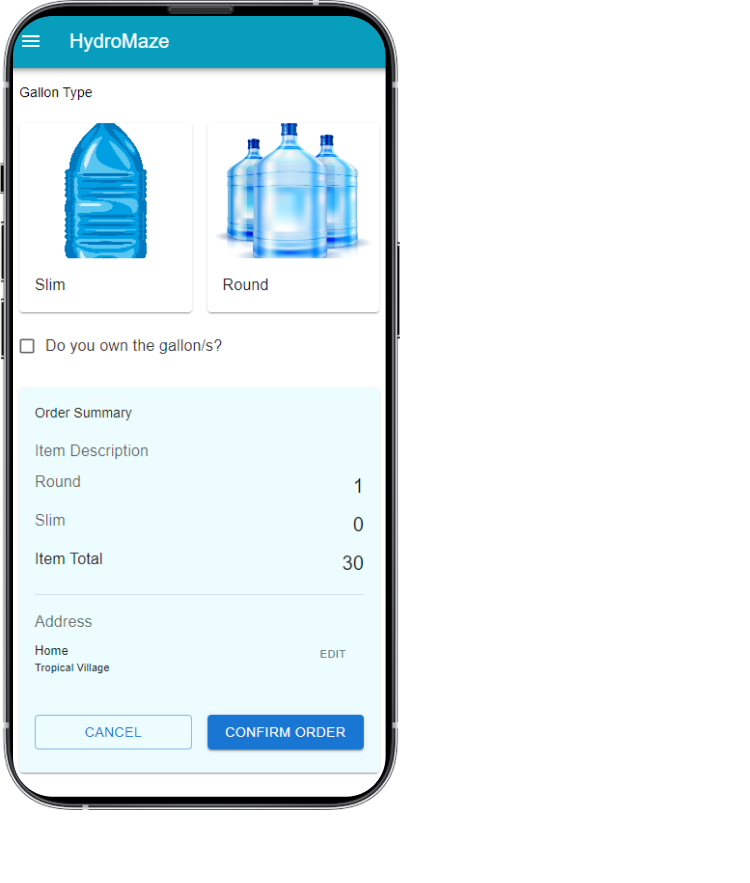 HydroMaze
Gallon Type
Slim
Round
Do you own the gallon/s?
Order Summary
Item Description
Round 1
Slim 0
Item Total 30
Address
Home
EDIT
Tropical Village
CANCEL
CONFIRM ORDER